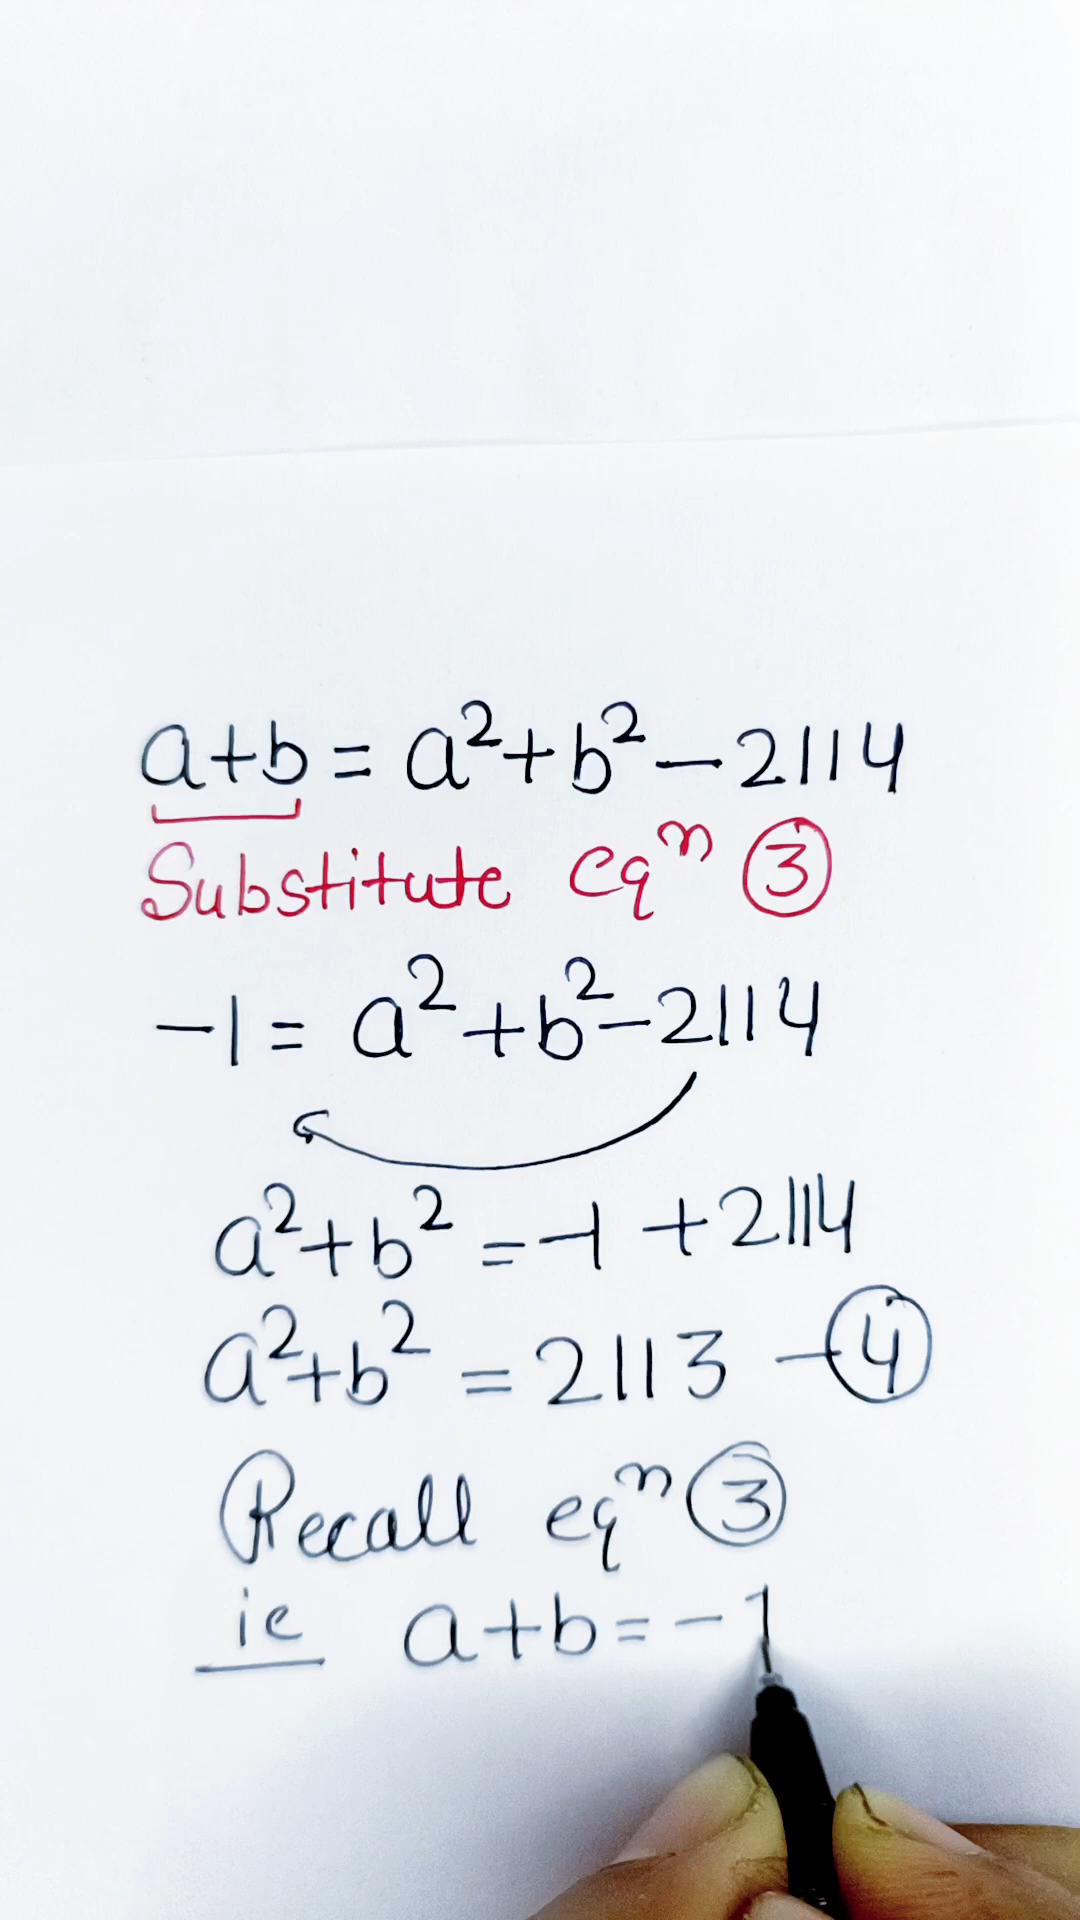 a+b = a²+b²-2114
Substitute eqⁿ ③
-1 = a²+b²-2114
a²+b² = -1 +2114
a²+b² = 2113 -④
Recall eqⁿ ③
ie a+b = -1